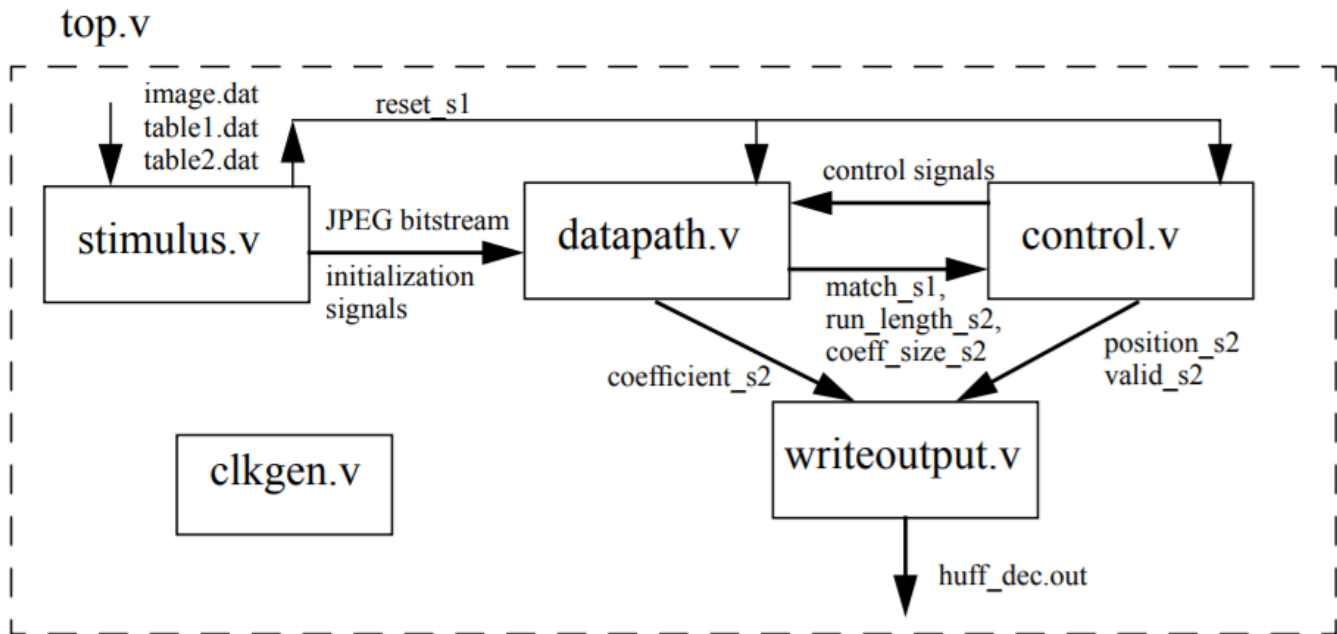 top.v
image.dat
table1.dat
table2.dat
reset_s1
control signals
stimulus.v
JPEG bitstream
initialization
signals
datapath.v
control.v
match_s1,
run_length_s2,
coeff_size_s2
coefficient_s2
position_s2
valid_s2
clkgen.v
writeoutput.v
huff_dec.out